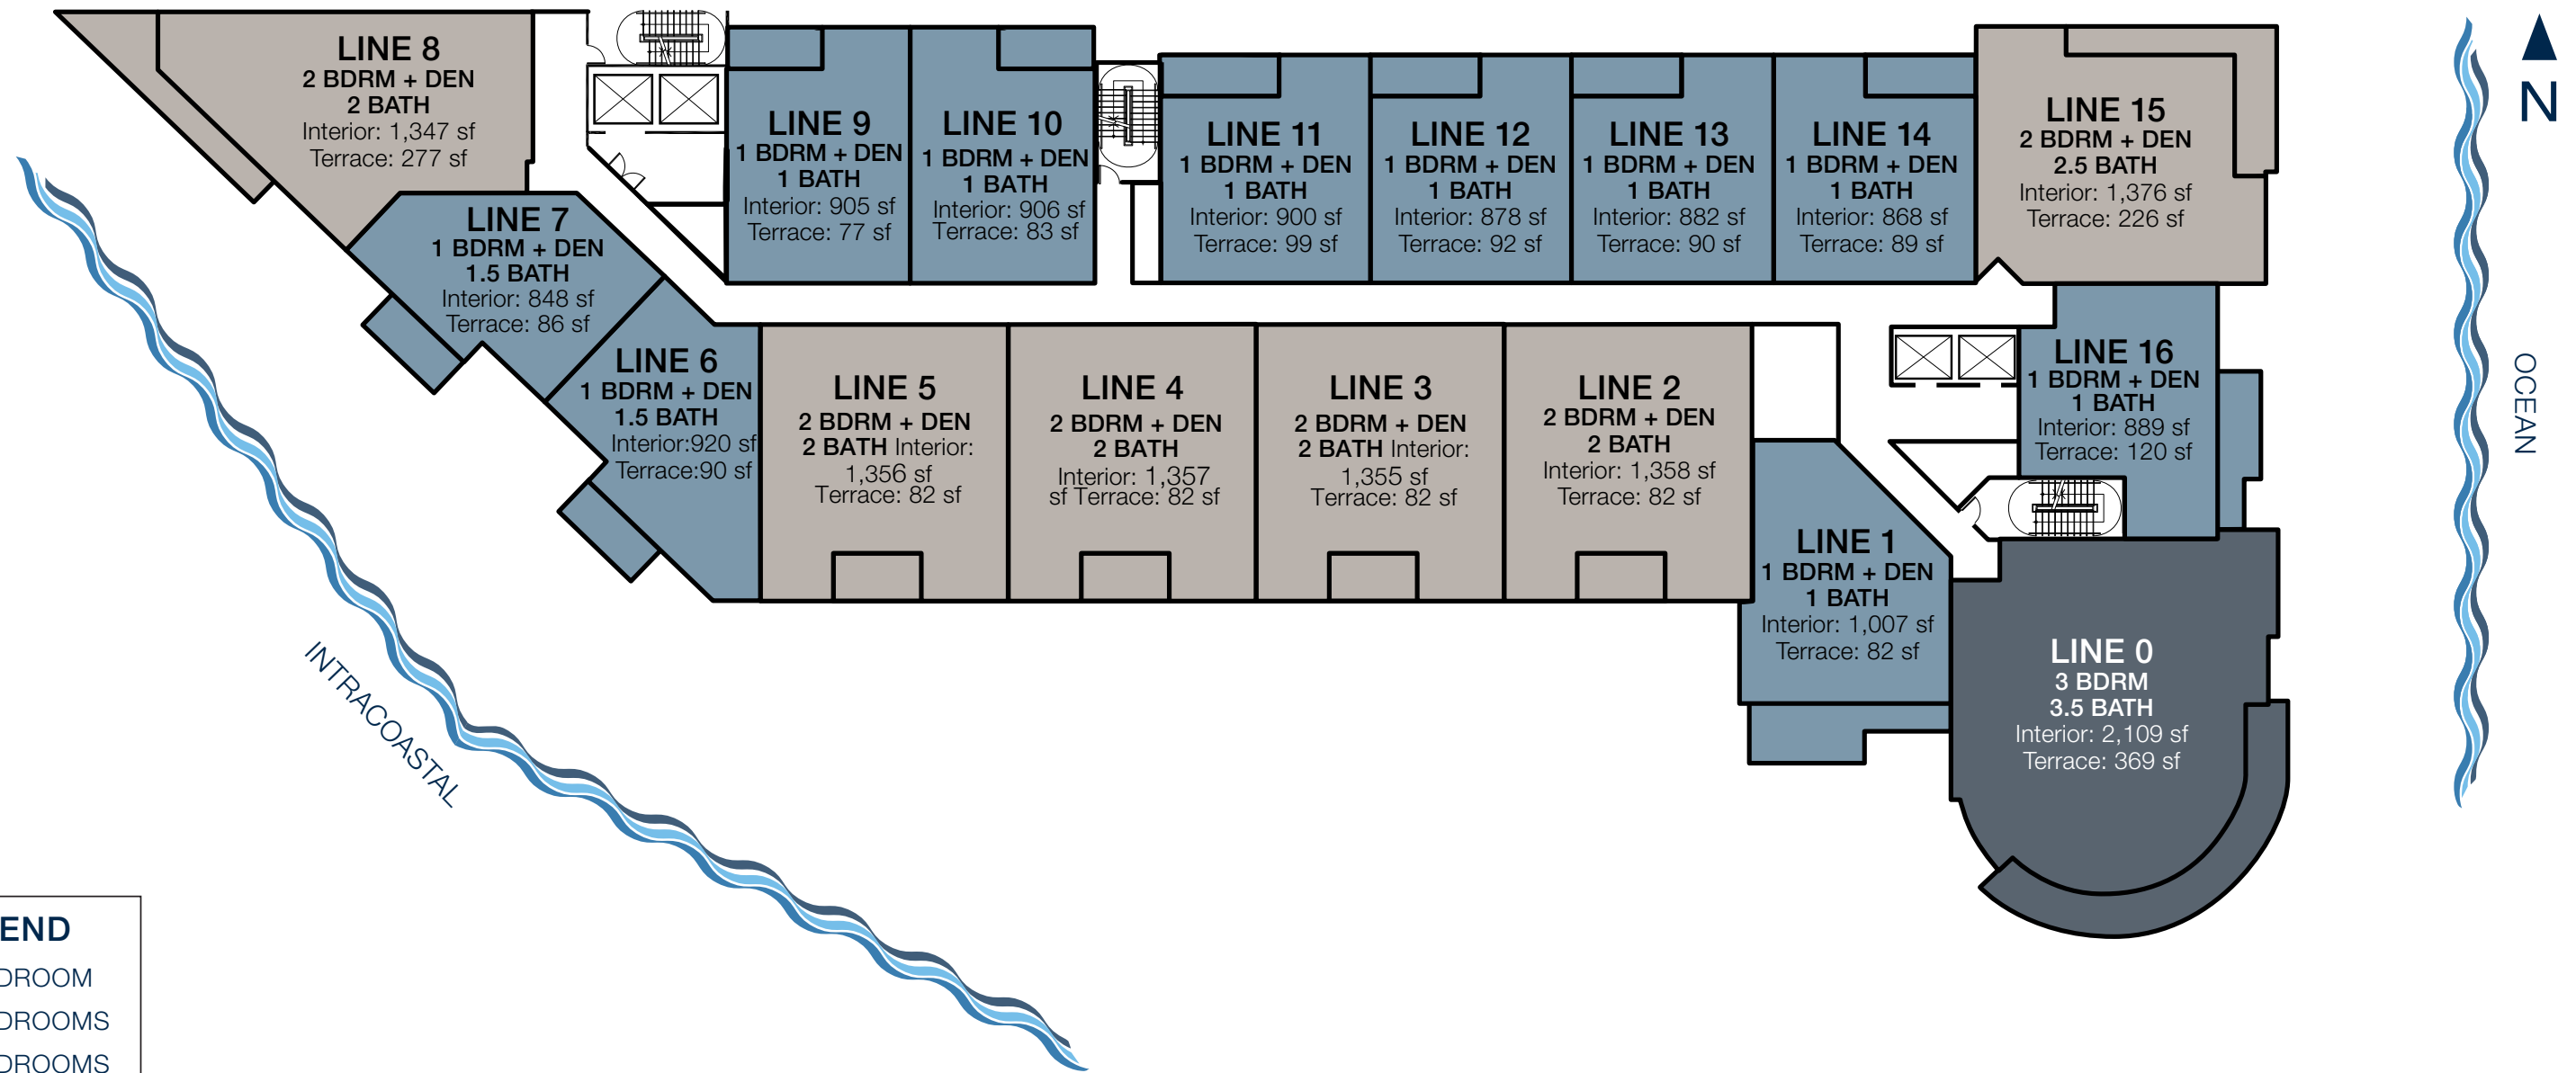 LINE 8
2 BDRM + DEN
2 BATH
Interior: 1,347 sf
Terrace: 277 sf
LINE 9
1 BDRM + DEN
1 BATH
Interior: 905 sf
Terrace: 77 sf
LINE 10
1 BDRM + DEN
1 BATH
Interior: 906 sf
Terrace: 83 sf
LINE 11
1 BDRM + DEN
1 BATH
Interior: 900 sf
Terrace: 99 sf
LINE 12
1 BDRM + DEN
1 BATH
Interior: 878 sf
Terrace: 92 sf
LINE 13
1 BDRM + DEN
1 BATH
Interior: 882 sf
Terrace: 90 sf
LINE 14
1 BDRM + DEN
1 BATH
Interior: 868 sf
Terrace: 89 sf
LINE 15
2 BDRM + DEN
2.5 BATH
Interior: 1,376 sf
Terrace: 226 sf
N
LINE 7
1 BDRM + DEN
1.5 BATH
Interior: 848 sf
Terrace: 86 sf
LINE 6
1 BDRM + DEN
1.5 BATH
Interior:920 sf
Terrace:90 sf
LINE 5
2 BDRM + DEN
2 BATH Interior:
1,356 sf
Terrace: 82 sf
LINE 4
2 BDRM + DEN
2 BATH
Interior: 1,357
sf Terrace: 82 sf
LINE 3
2 BDRM + DEN
2 BATH Interior:
1,355 sf
Terrace: 82 sf
LINE 2
2 BDRM + DEN
2 BATH
Interior: 1,358 sf
Terrace: 82 sf
LINE 16
1 BDRM + DEN
1 BATH
Interior: 889 sf
Terrace: 120 sf
OCEAN
LINE 1
1 BDRM + DEN
1 BATH
Interior: 1,007 sf
Terrace: 82 sf
LINE 0
3 BDRM
3.5 BATH
Interior: 2,109 sf
Terrace: 369 sf
INTRACOASTAL
END
DROOM
DROOMS
DROOMS